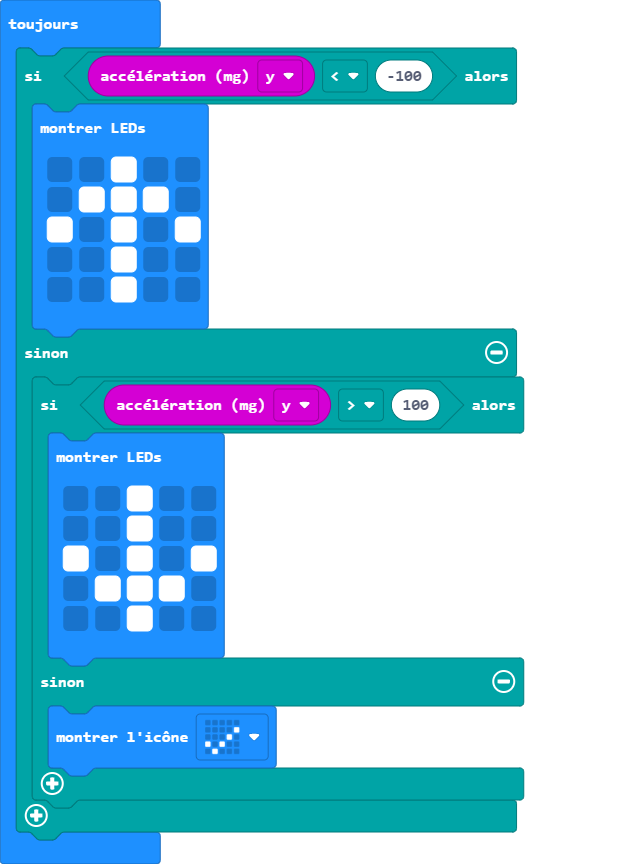 toujours
si accélération (mg) y < -100 alors
montrer LEDs
sinon
si accélération (mg) y > 100 alors
montrer LEDs
sinon
montrer l'icône